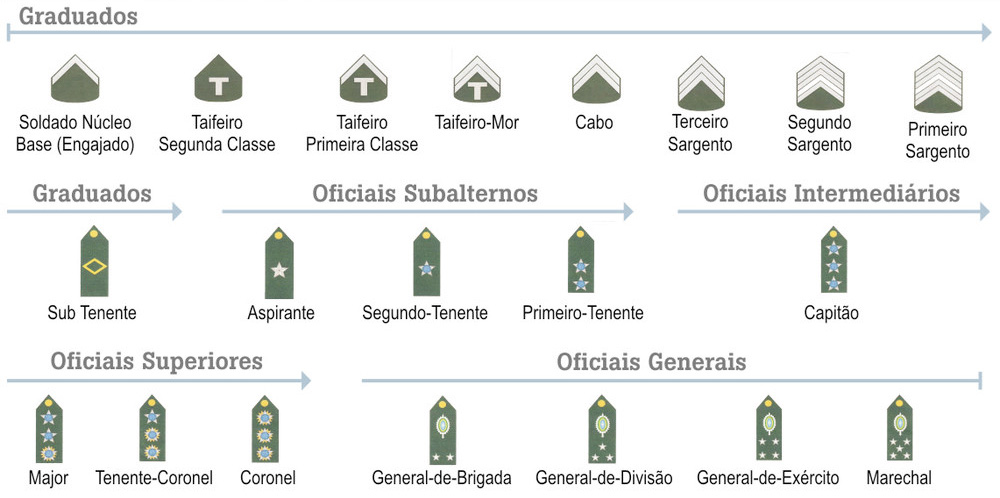 Graduados
Soldado Núcleo
Base (Engajado)
T
Taifeiro
Segunda Classe
T
Taifeiro
Primeira Classe
T
Taifeiro-Mor
Cabo
Terceiro
Sargento
Segundo
Sargento
Primeiro
Sargento
Graduados
Sub Tenente
Oficiais Subalternos
Aspirante
Segundo-Tenente
Primeiro-Tenente
Oficiais Intermediários
Capitão
Oficiais Superiores
Major
Tenente-Coronel
Coronel
Oficiais Generais
General-de-Brigada
General-de-Divisão
General-de-Exército
Marechal